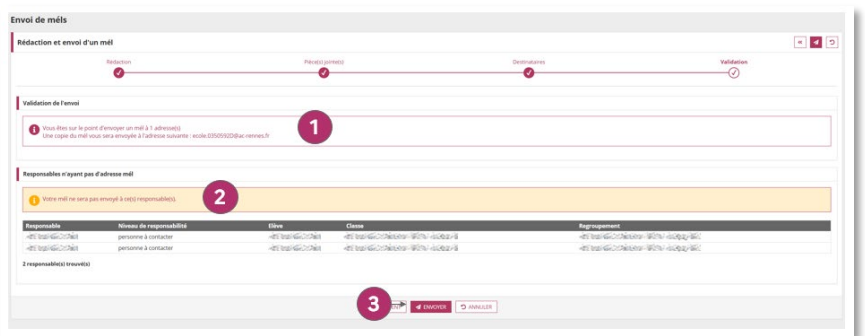 Envoi de méls
Rédaction et envoi d'un mél
Rédaction Pièce(s) jointe(s) Destinataires Validation
Validation de l'envoi
Vous êtes sur le point d'envoyer un mél à 1 adresse(s)
Une copie du mél vous sera envoyée à l'adresse suivante : ecole.0350592D@ac-rennes.fr
1
Responsables n'ayant pas d'adresse mél
Votre mél ne sera pas envoyé à ce(s) responsable(s).
2
Responsable Niveau de responsabilité Elève Classe Regroupement
personne à contacter
personne à contacter
2 responsable(s) trouvé(s)
3 ENVOYER ANNULER